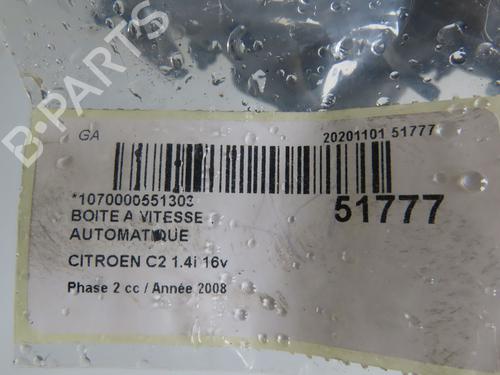 B-PARTS
GA
20201101 51777
*1070000551303
51777
BOITE A VITESSE
AUTOMATIQUE
CITROEN C2 1.4i 16v
Phase 2 cc / Année 2008